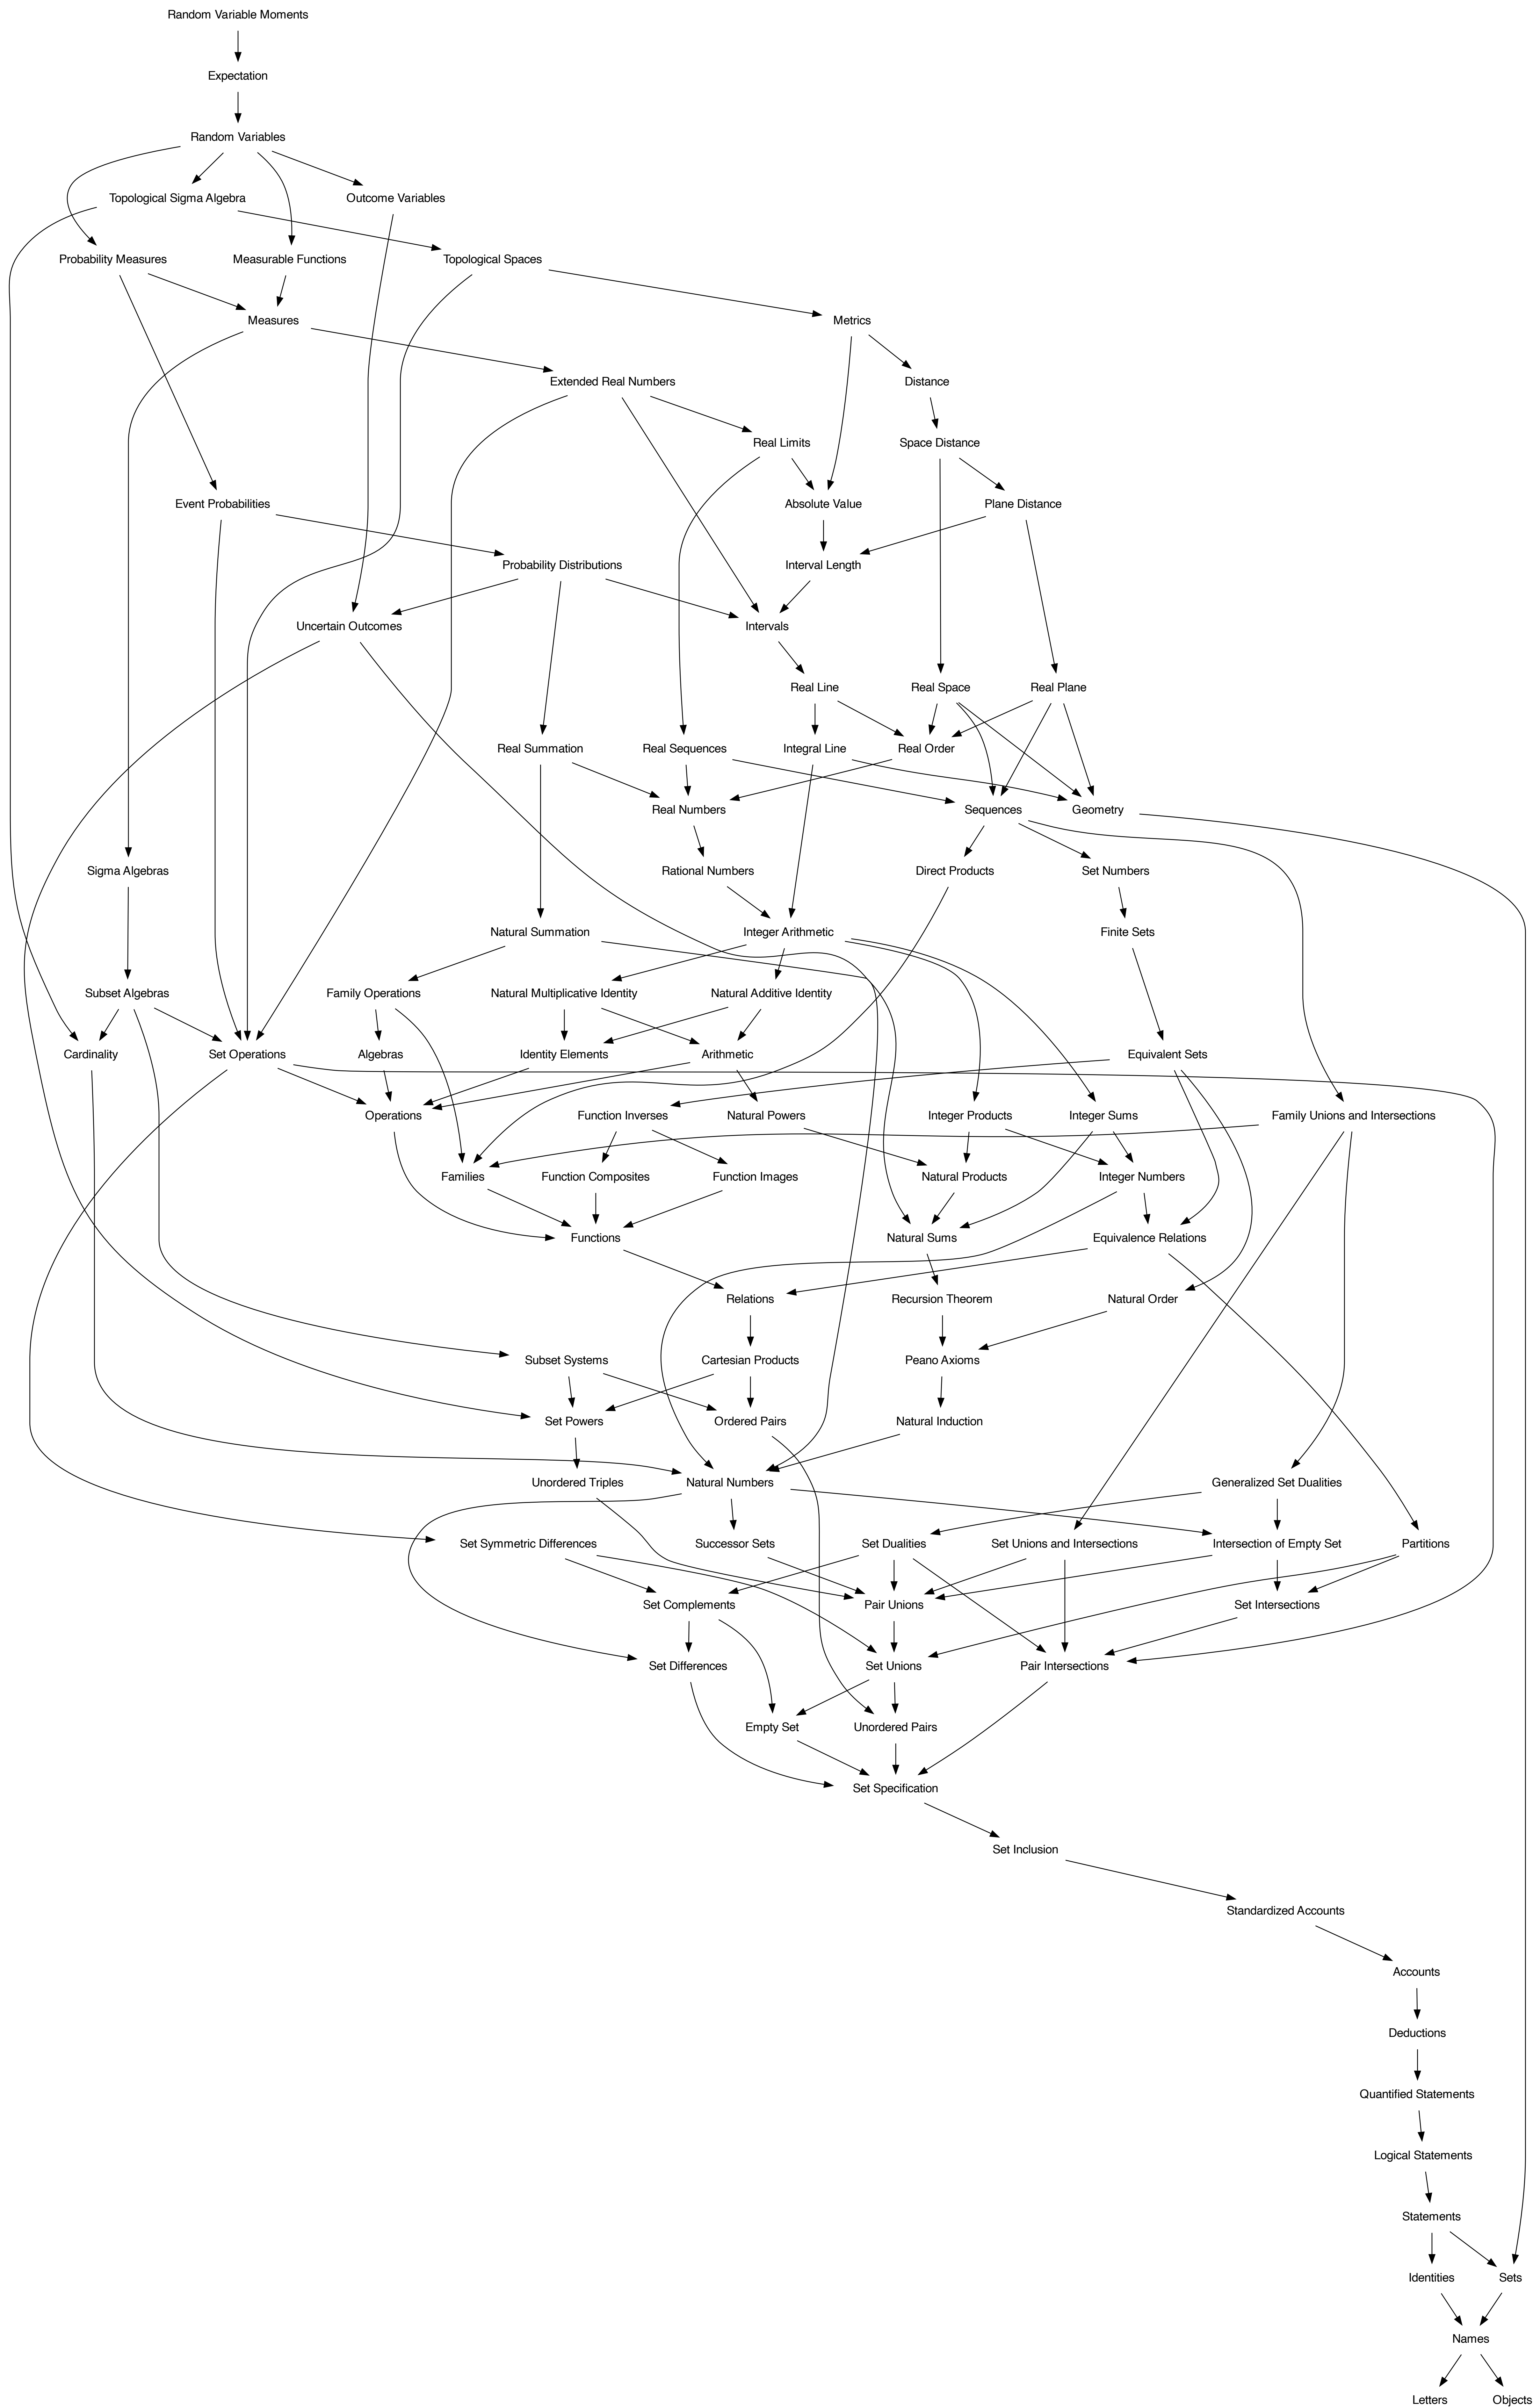 Random Variable Moments
Expectation
Random Variables
Topological Sigma Algebra
Outcome Variables
Probability Measures
Measurable Functions
Topological Spaces
Measures
Metrics
Extended Real Numbers
Distance
Real Limits
Space Distance
Event Probabilities
Absolute Value
Plane Distance
Probability Distributions
Interval Length
Uncertain Outcomes
Intervals
Real Line
Real Space
Real Plane
Real Summation
Real Sequences
Integral Line
Real Order
Real Numbers
Sequences
Geometry
Sigma Algebras
Rational Numbers
Direct Products
Set Numbers
Natural Summation
Integer Arithmetic
Finite Sets
Subset Algebras
Family Operations
Natural Multiplicative Identity
Natural Additive Identity
Cardinality
Set Operations
Algebras
Identity Elements
Arithmetic
Equivalent Sets
Operations
Function Inverses
Natural Powers
Integer Products
Integer Sums
Family Unions and Intersections
Families
Function Composites
Function Images
Natural Products
Integer Numbers
Functions
Natural Sums
Equivalence Relations
Relations
Recursion Theorem
Natural Order
Subset Systems
Cartesian Products
Peano Axioms
Set Powers
Ordered Pairs
Natural Induction
Unordered Triples
Natural Numbers
Generalized Set Dualities
Set Symmetric Differences
Successor Sets
Set Dualities
Set Unions and Intersections
Intersection of Empty Set
Partitions
Set Complements
Pair Unions
Set Intersections
Set Differences
Set Unions
Pair Intersections
Empty Set
Unordered Pairs
Set Specification
Set Inclusion
Standardized Accounts
Accounts
Deductions
Quantified Statements
Logical Statements
Statements
Identities
Sets
Names
Letters
Objects